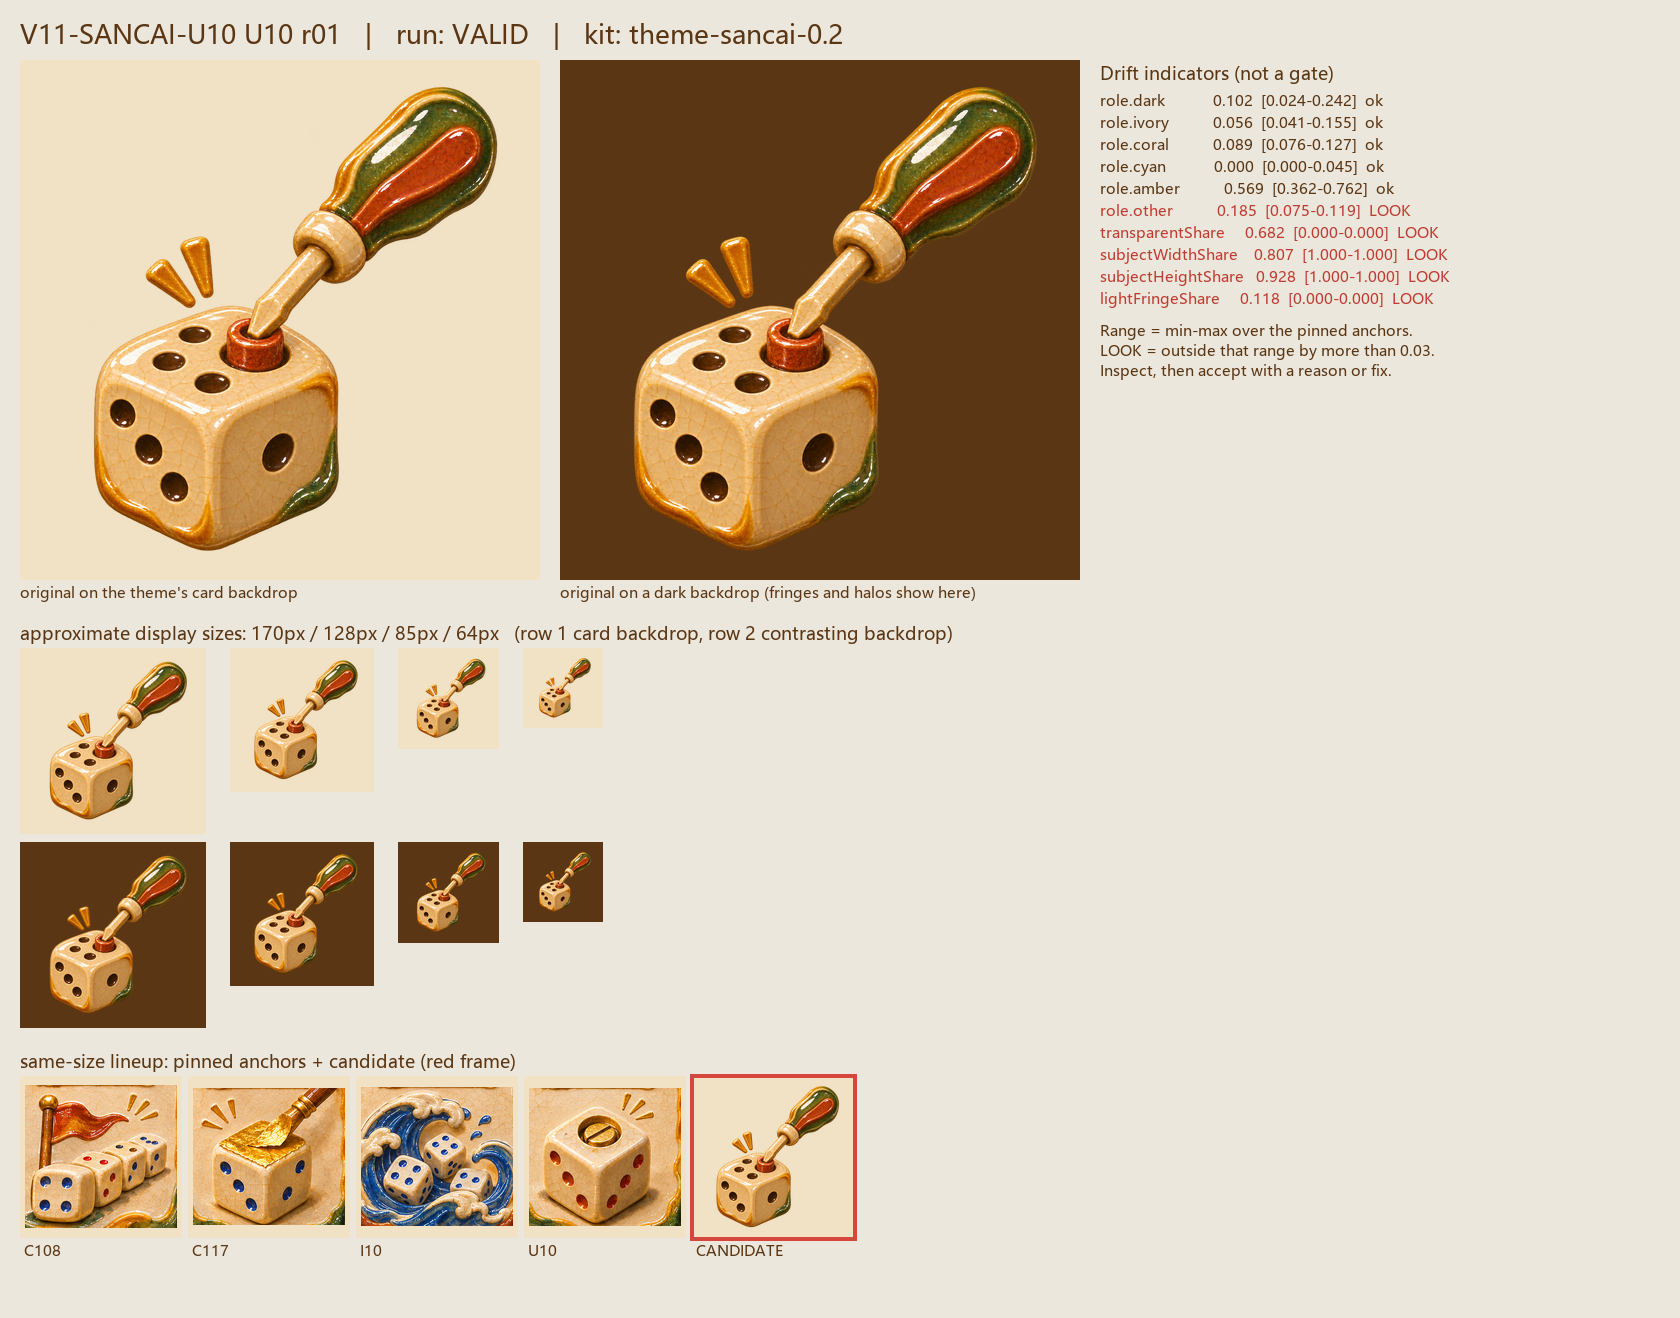 V11-SANCAI-U10 U10 r01 | run: VALID | kit: theme-sancai-0.2
Drift indicators (not a gate)
role.dark 0.102 [0.024-0.242] ok
role.ivory 0.056 [0.041-0.155] ok
role.coral 0.089 [0.076-0.127] ok
role.cyan 0.000 [0.000-0.045] ok
role.amber 0.569 [0.362-0.762] ok
role.other 0.185 [0.075-0.119] LOOK
transparentShare 0.682 [0.000-0.000] LOOK
subjectWidthShare 0.807 [1.000-1.000] LOOK
subjectHeightShare 0.928 [1.000-1.000] LOOK
lightFringeShare 0.118 [0.000-0.000] LOOK
Range = min-max over the pinned anchors.
LOOK = outside that range by more than 0.03.
Inspect, then accept with a reason or fix.
original on the theme's card backdrop
original on a dark backdrop (fringes and halos show here)
approximate display sizes: 170px / 128px / 85px / 64px (row 1 card backdrop, row 2 contrasting backdrop)
same-size lineup: pinned anchors + candidate (red frame)
C108
C117
I10
U10
CANDIDATE